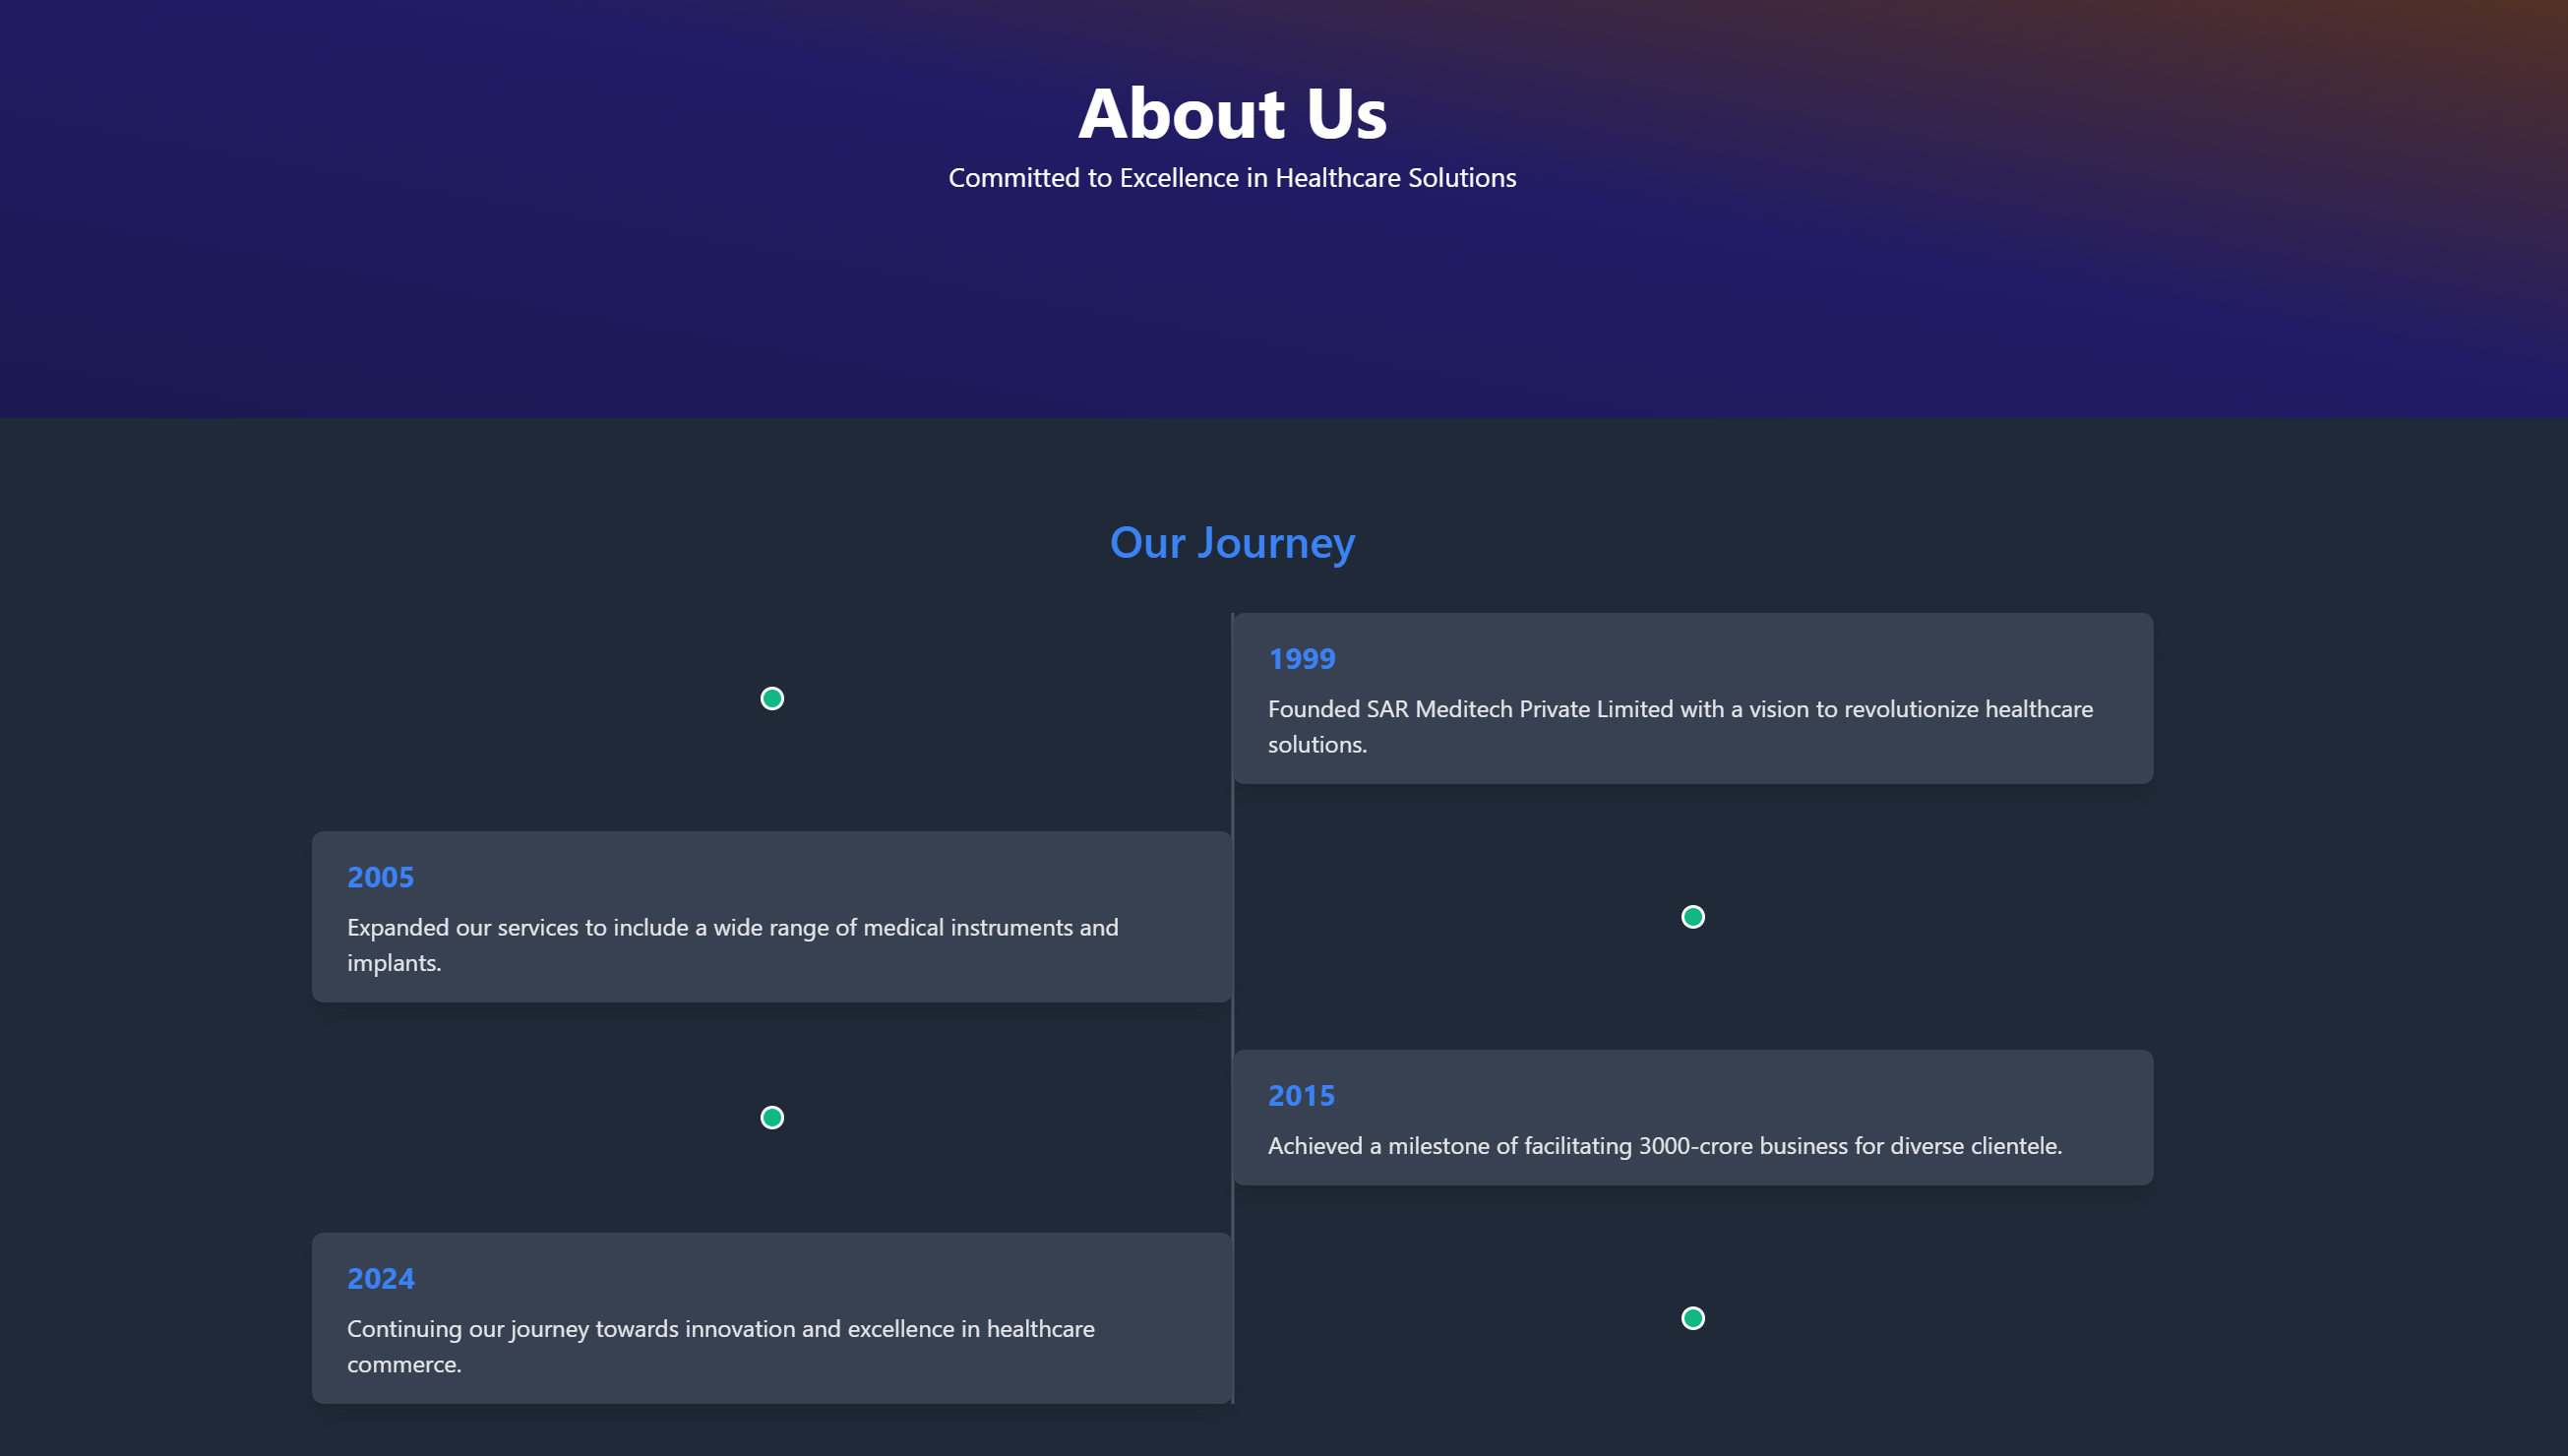 About Us
Committed to Excellence in Healthcare Solutions
Our Journey
1999
Founded SAR Meditech Private Limited with a vision to revolutionize healthcare
solutions.
2005
Expanded our services to include a wide range of medical instruments and
implants.
2015
Achieved a milestone of facilitating 3000-crore business for diverse clientele.
2024
Continuing our journey towards innovation and excellence in healthcare
commerce.